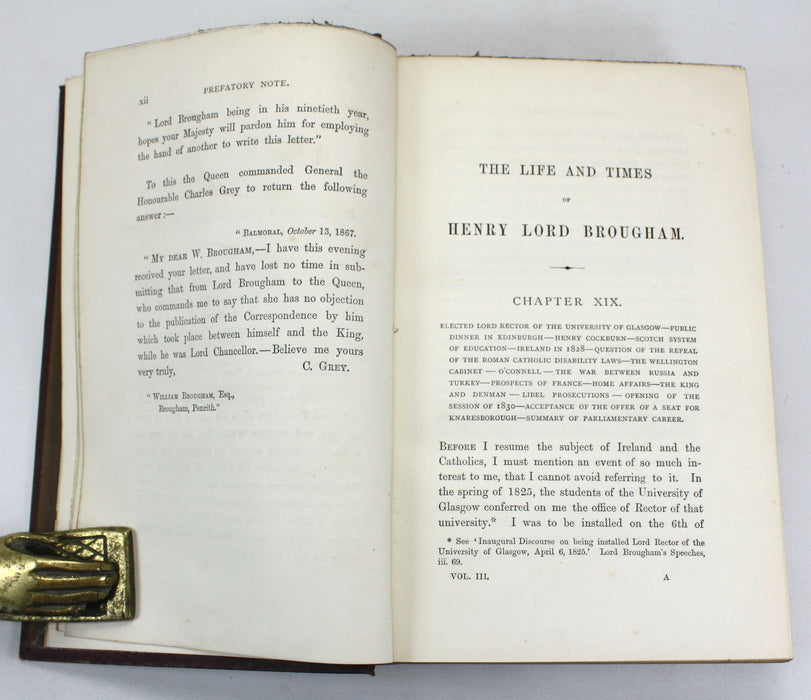 xii
PREFATORY NOTE.
"Lord Brougham being in his ninetieth year,
hopes your Majesty will pardon him for employing
the hand of another to write this letter."
To this the Queen commanded General the
Honourable Charles Grey to return the following
answer:—
"BALMORAL, October 13, 1867.
"MY DEAR W. BROUGHAM,—I have this evening
received your letter, and have lost no time in sub-
mitting that from Lord Brougham to the Queen,
who commands me to say that she has no objection
to the publication of the Correspondence by him
which took place between himself and the King,
while he was Lord Chancellor.—Believe me yours
very truly, C. GREY.
"WILLIAM BROUGHAM, Esq.,
Brougham, Penrith."
THE LIFE AND TIMES
OF
HENRY LORD BROUGHAM.
CHAPTER XIX.
ELECTED LORD RECTOR OF THE UNIVERSITY OF GLASGOW—PUBLIC
DINNER IN EDINBURGH—HENRY COCKBURN—SCOTCH SYSTEM
OF EDUCATION—IRELAND IN 1828—QUESTION OF THE REPEAL
OF THE ROMAN CATHOLIC DISABILITY LAWS—THE WELLINGTON
CABINET—O'CONNELL—THE WAR BETWEEN RUSSIA AND
TURKEY—PROSPECTS OF FRANCE—HOME AFFAIRS—THE KING
AND DENMAN—LIBEL PROSECUTIONS—OPENING OF THE
SESSION OF 1830—ACCEPTANCE OF THE OFFER OF A SEAT FOR
KNARESBOROUGH—SUMMARY OF PARLIAMENTARY CAREER.
BEFORE I resume the subject of Ireland and the
Catholics, I must mention an event of so much in-
terest to me, that I cannot avoid referring to it. In
the spring of 1825, the students of the University of
Glasgow conferred on me the office of Rector of that
university.* I was to be installed on the 6th of
* See 'Inaugural Discourse on being installed Lord Rector of the
University of Glasgow, April 6, 1825.' Lord Brougham's Speeches,
iii. 69.
VOL. III. A